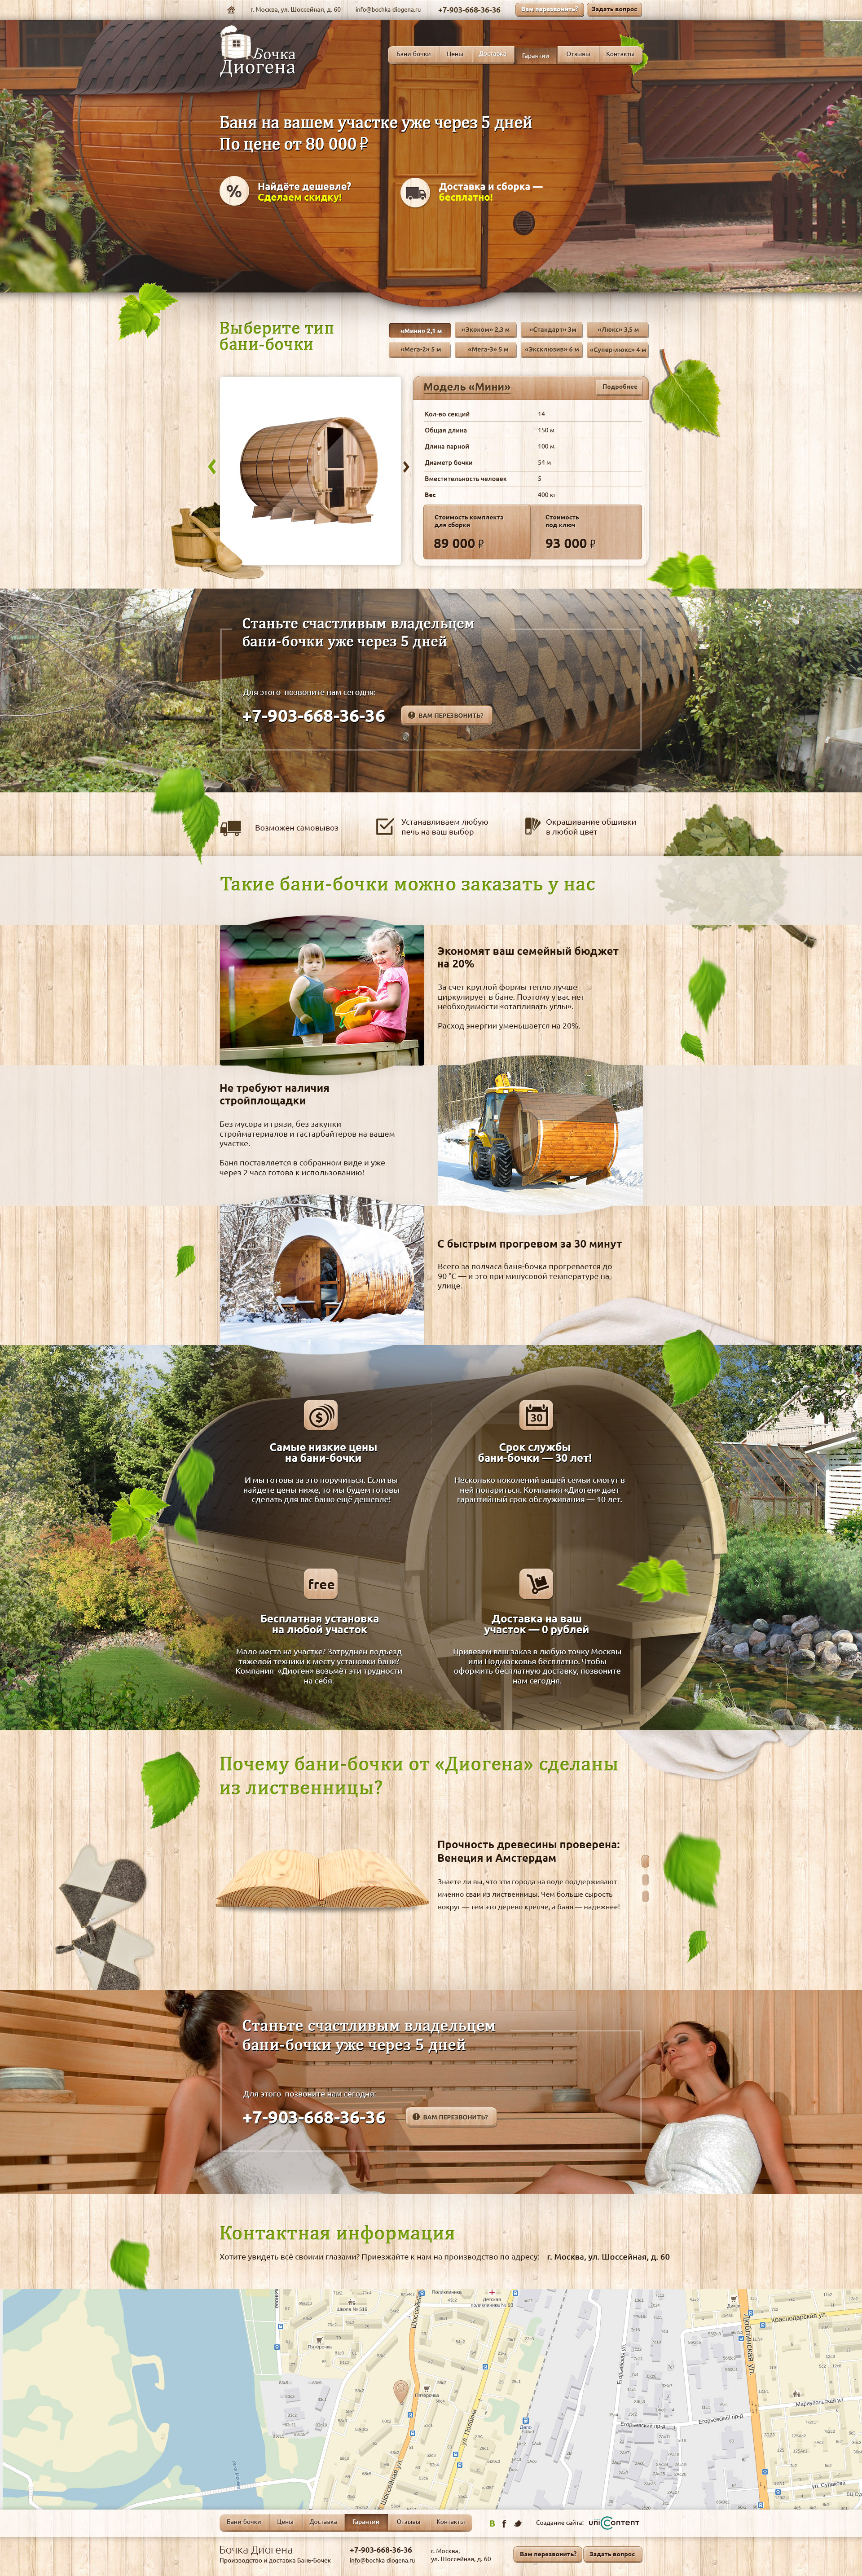 г. Москва, ул. Шоссейная, д. 60
info@bochka-diogena.ru
+7-903-668-36-36
Вам перезвонить?
Задать вопрос
Бочка
Диогена
Бани-бочки
Цены
Доставка
Гарантии
Отзывы
Контакты
Баня на вашем участке уже через 5 дней
По цене от 80 000 ₽
%
Найдёте дешевле?
Сделаем скидку!
Доставка и сборка —
бесплатно!
Выберите тип
бани-бочки
«Мини» 2,1 м
«Эконом» 2,3 м
«Стандарт» 3м
«Люкс» 3,5 м
«Мега-2» 5 м
«Мега-3» 5 м
«Эксклюзив» 6 м
«Супер-люкс» 4 м
Модель «Мини»
Подробнее
Кол-во секций 14
Общая длина 150 м
Длина парной 100 м
Диаметр бочки 54 м
Вместительность человек 5
Вес 400 кг
Стоимость комплекта
для сборки
89 000 ₽
Стоимость
под ключ
93 000 ₽
Станьте счастливым владельцем
бани-бочки уже через 5 дней
Для этого позвоните нам сегодня:
+7-903-668-36-36
ВАМ ПЕРЕЗВОНИТЬ?
Возможен самовывоз
Устанавливаем любую
печь на ваш выбор
Окрашивание обшивки
в любой цвет
Такие бани-бочки можно заказать у нас
Экономят ваш семейный бюджет
на 20%
За счет круглой формы тепло лучше
циркулирует в бане. Поэтому у вас нет
необходимости «отапливать углы».
Расход энергии уменьшается на 20%.
Не требуют наличия
стройплощадки
Без мусора и грязи, без закупки
стройматериалов и гастарбайтеров на вашем
участке.
Баня поставляется в собранном виде и уже
через 2 часа готова к использованию!
С быстрым прогревом за 30 минут
Всего за полчаса баня-бочка прогревается до
90 °С — и это при минусовой температуре на
улице.
$
Самые низкие цены
на бани-бочки
И мы готовы за это поручиться. Если вы
найдете цены ниже, то мы будем готовы
сделать для вас баню ещё дешевле!
30
Срок службы
бани-бочки — 30 лет!
Несколько поколений вашей семьи смогут в
ней попариться. Компания «Диоген» дает
гарантийный срок обслуживания — 10 лет.
free
Бесплатная установка
на любой участок
Мало места на участке? Затруднен подъезд
тяжелой техники к месту установки бани?
Компания «Диоген» возьмёт эти трудности
на себя.
Доставка на ваш
участок — 0 рублей
Привезем ваш заказ в любую точку Москвы
или Подмосковья бесплатно. Чтобы
оформить бесплатную доставку, позвоните
нам сегодня.
Почему бани-бочки от «Диогена» сделаны
из лиственницы?
Прочность древесины проверена:
Венеция и Амстердам
Знаете ли вы, что эти города на воде поддерживают
именно сваи из лиственницы. Чем больше сырость
вокруг — тем это дерево крепче, а баня — надежнее!
Станьте счастливым владельцем
бани-бочки уже через 5 дней
Для этого позвоните нам сегодня:
+7-903-668-36-36
ВАМ ПЕРЕЗВОНИТЬ?
Контактная информация
Хотите увидеть всё своими глазами? Приезжайте к нам на производство по адресу: г. Москва, ул. Шоссейная, д. 60
Школа № 519
Пятёрочка
Поликлиника
Детская
поликлиника № 50
Краснодарская ул.
Люблинская ул.
Мариупольская ул.
Егорьевский пр-д
Егорьевский пр-д
Егорьевская ул.
Пятёрочка
Депо
ул. Полбина
Шоссейная ул.
ул. Судакова
Бани-бочки
Цены
Доставка
Гарантии
Отзывы
Контакты
B f
Создание сайта:
uniContent
Бочка Диогена
Производство и доставка Бань-Бочек
+7-903-668-36-36
info@bochka-diogena.ru
г. Москва,
ул. Шоссейная, д. 60
Вам перезвонить?
Задать вопрос